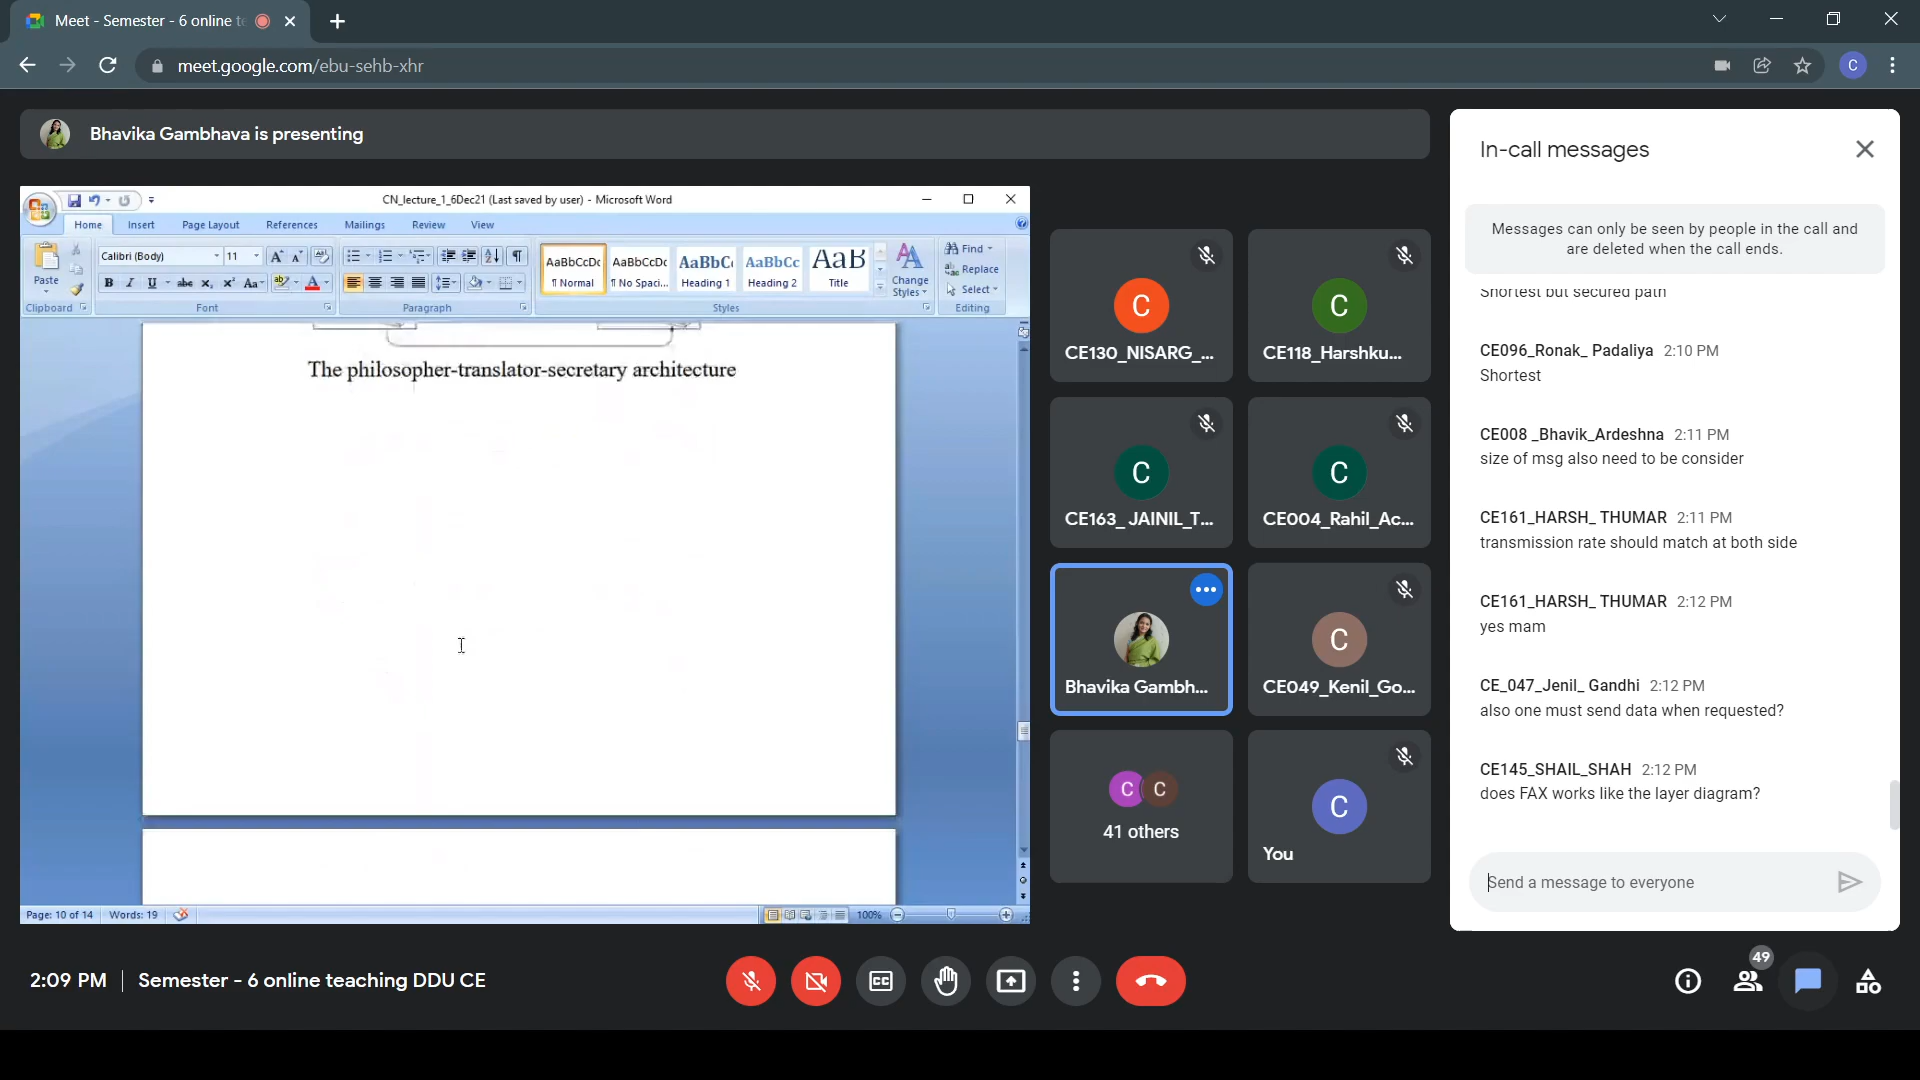 Meet - Semester - 6 online te
meet.google.com/ebu-sehb-xhr
C
Bhavika Gambhava is presenting
CN_lecture_1_6Dec21 (Last saved by user) - Microsoft Word
Home Insert Page Layout References Mailings Review View
Paste
Clipboard
Calibri (Body) 11
B I U abc X₂ X² Aa A
Font
Paragraph
AaBbCcDc AaBbCcDc AaBbC( AaBbCc AaB
¶ Normal ¶ No Spaci... Heading 1 Heading 2 Title
Change
Styles
Styles
Find
Replace
Select
Editing
The philosopher-translator-secretary architecture
Page: 10 of 14 Words: 19 100%
C
CE130_NISARG_...
C
CE118_Harshku...
C
CE163_ JAINIL_T...
C
CE004_Rahil_Ac...
Bhavika Gambh...
C
CE049_Kenil_Go...
C C
41 others
C
You
In-call messages
Messages can only be seen by people in the call and
are deleted when the call ends.
Shortest but secured path
CE096_Ronak_ Padaliya 2:10 PM
Shortest
CE008 _Bhavik_Ardeshna 2:11 PM
size of msg also need to be consider
CE161_HARSH_ THUMAR 2:11 PM
transmission rate should match at both side
CE161_HARSH_ THUMAR 2:12 PM
yes mam
CE_047_Jenil_ Gandhi 2:12 PM
also one must send data when requested?
CE145_SHAIL_SHAH 2:12 PM
does FAX works like the layer diagram?
Send a message to everyone
2:09 PM | Semester - 6 online teaching DDU CE
49